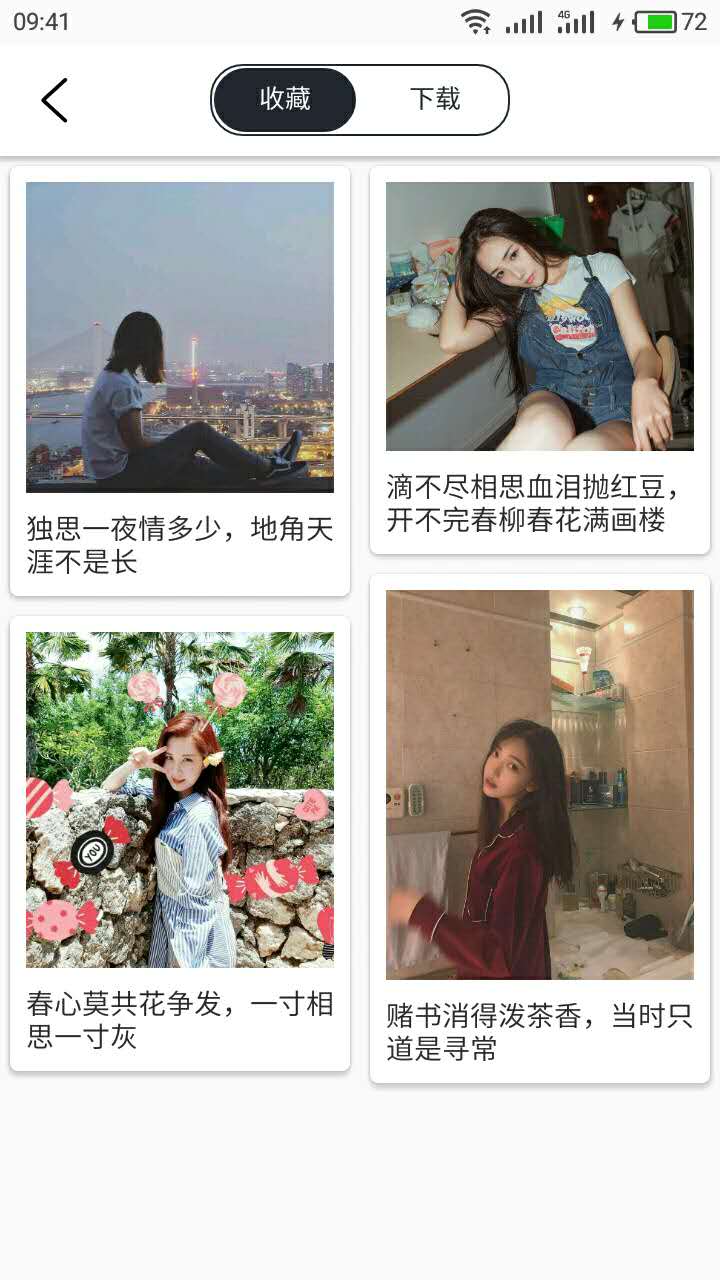 09:41
4G
72
收藏
下载
独思一夜情多少，地角天
涯不是长
滴不尽相思血泪抛红豆，
开不完春柳春花满画楼
YOU
春心莫共花争发，一寸相
思一寸灰
赌书消得泼茶香，当时只
道是寻常